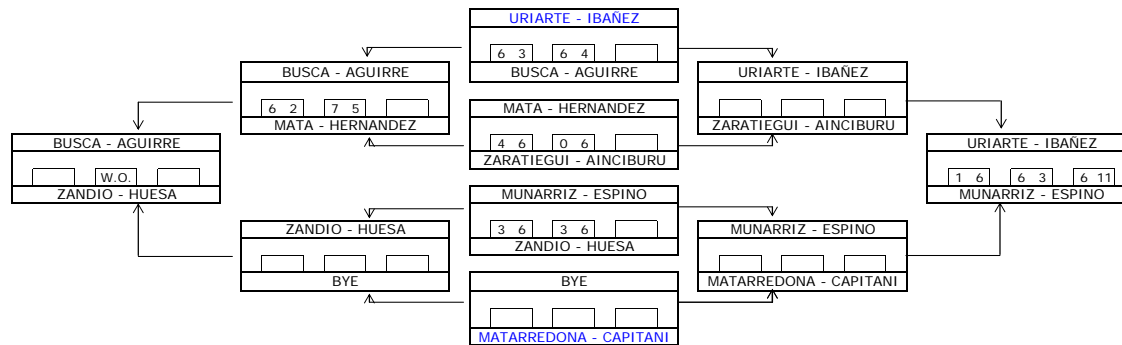 URIARTE - IBAÑEZ
6 3 6 4
BUSCA - AGUIRRE
BUSCA - AGUIRRE
6 2 7 5
MATA - HERNANDEZ
URIARTE - IBAÑEZ
ZARATIEGUI - AINCIBURU
MATA - HERNANDEZ
4 6 0 6
ZARATIEGUI - AINCIBURU
BUSCA - AGUIRRE
W.O.
ZANDIO - HUESA
URIARTE - IBAÑEZ
1 6 6 3 6 11
MUNARRIZ - ESPINO
MUNARRIZ - ESPINO
3 6 3 6
ZANDIO - HUESA
ZANDIO - HUESA
BYE
MUNARRIZ - ESPINO
MATARREDONA - CAPITANI
BYE
MATARREDONA - CAPITANI